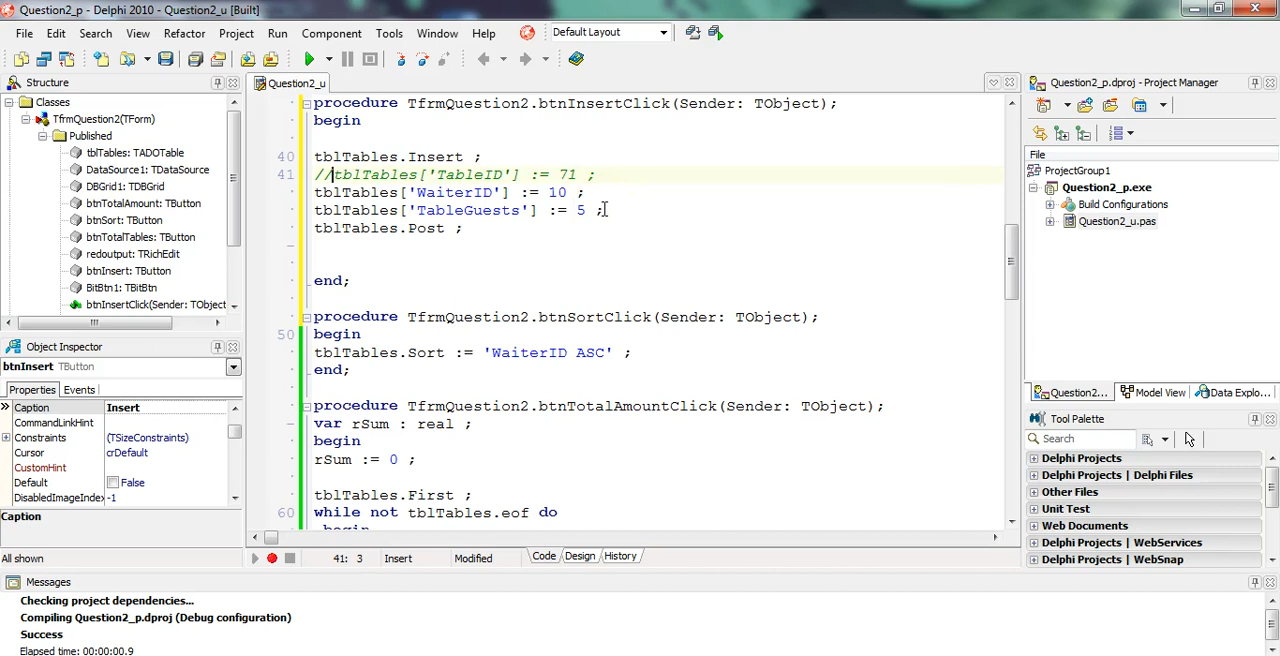 Question2_p - Delphi 2010 - Question2_u [Built]
File Edit Search View Refactor Project Run Component Tools Window Help Default Layout
Structure
Classes
TfrmQuestion2(TForm)
Published
tblTables: TADOTable
DataSource1: TDataSource
DBGrid1: TDBGrid
btnTotalAmount: TButton
btnSort: TButton
btnTotalTables: TButton
redoutput: TRichEdit
btnInsert: TButton
BitBtn1: TBitBtn
btnInsertClick(Sender: TObject
Object Inspector
btnInsert TButton
Properties Events
Caption Insert
CommandLinkHint
Constraints (TSizeConstraints)
Cursor crDefault
CustomHint
Default False
DisabledImageIndex -1
Caption
All shown
Question2_u
procedure TfrmQuestion2.btnInsertClick(Sender: TObject);
begin
40 tblTables.Insert ;
41 //tblTables['TableID'] := 71 ;
tblTables['WaiterID'] := 10 ;
tblTables['TableGuests'] := 5 ;
tblTables.Post ;
end;
procedure TfrmQuestion2.btnSortClick(Sender: TObject);
50 begin
tblTables.Sort := 'WaiterID ASC' ;
end;
procedure TfrmQuestion2.btnTotalAmountClick(Sender: TObject);
var rSum : real ;
begin
rSum := 0 ;
tblTables.First ;
60 while not tblTables.eof do
begin
41: 3 Insert Modified Code Design History
Question2_p.dproj - Project Manager
File
ProjectGroup1
Question2_p.exe
Build Configurations
Question2_u.pas
Question2... Model View Data Explo...
Tool Palette
Search
Delphi Projects
Delphi Projects | Delphi Files
Other Files
Unit Test
Web Documents
Delphi Projects | WebServices
Delphi Projects | WebSnap
Messages
Checking project dependencies...
Compiling Question2_p.dproj (Debug configuration)
Success
Elapsed time: 00:00:00.9